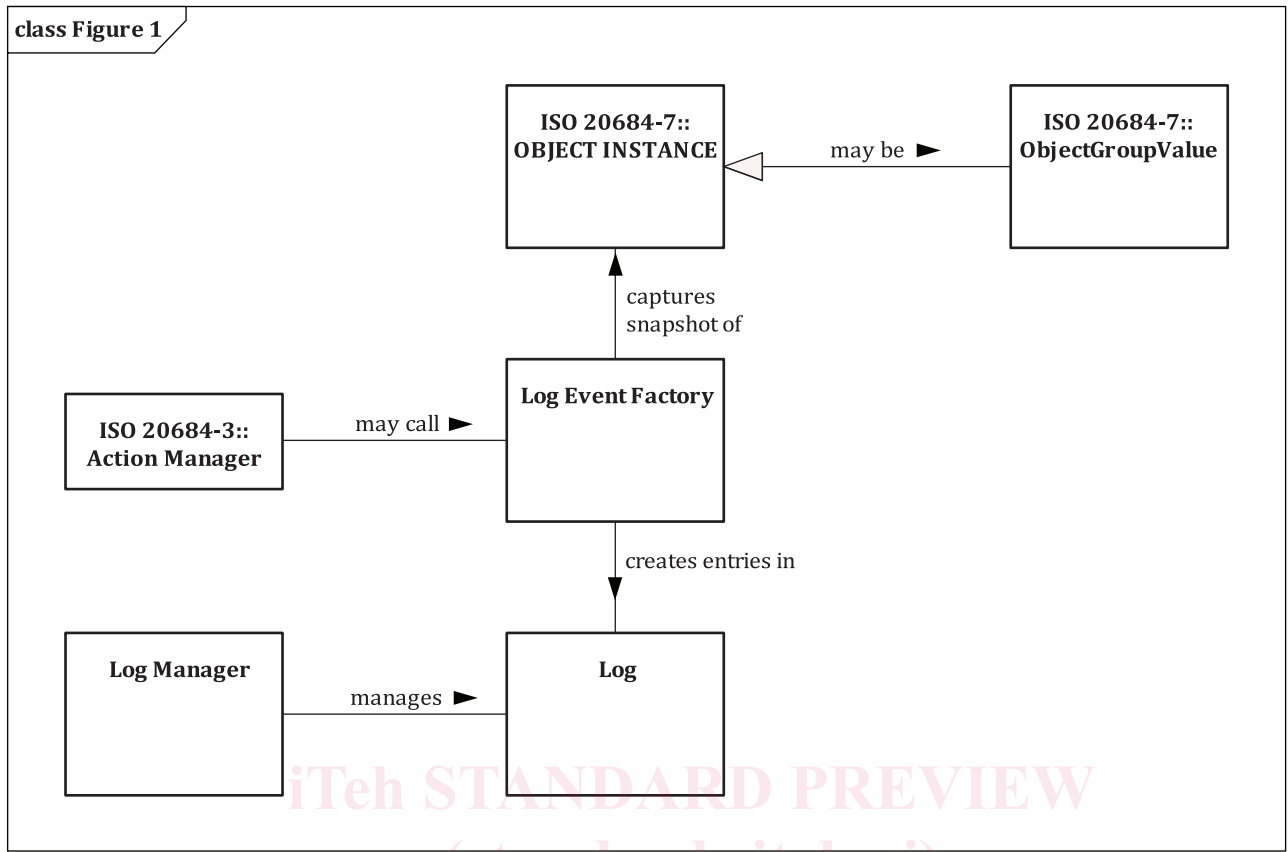 class Figure 1
ISO 20684-7::
OBJECT INSTANCE
may be
ISO 20684-7::
ObjectGroupValue
captures
snapshot of
Log Event Factory
ISO 20684-3::
Action Manager
may call
creates entries in
Log Manager
manages
Log
iTeh STANDARD PREVIEW